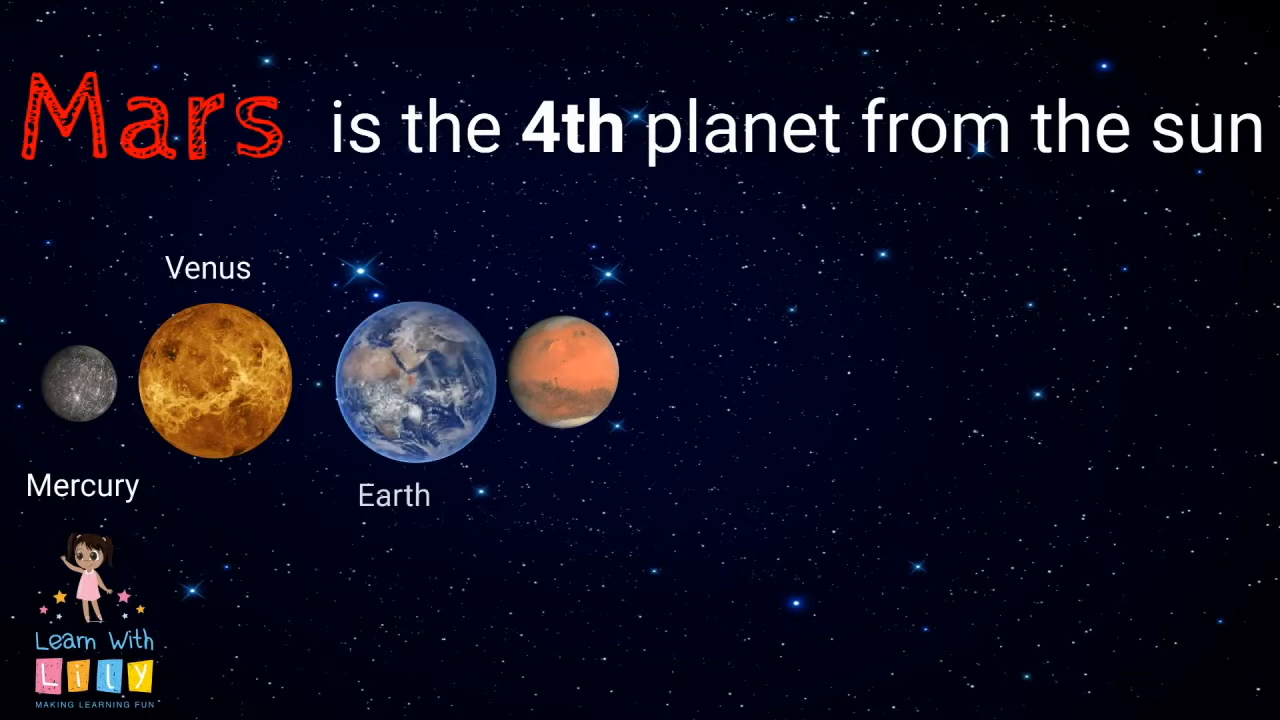 Mars is the 4th planet from the sun
Venus
Mercury
Earth
Learn With
Lily
MAKING LEARNING FUN